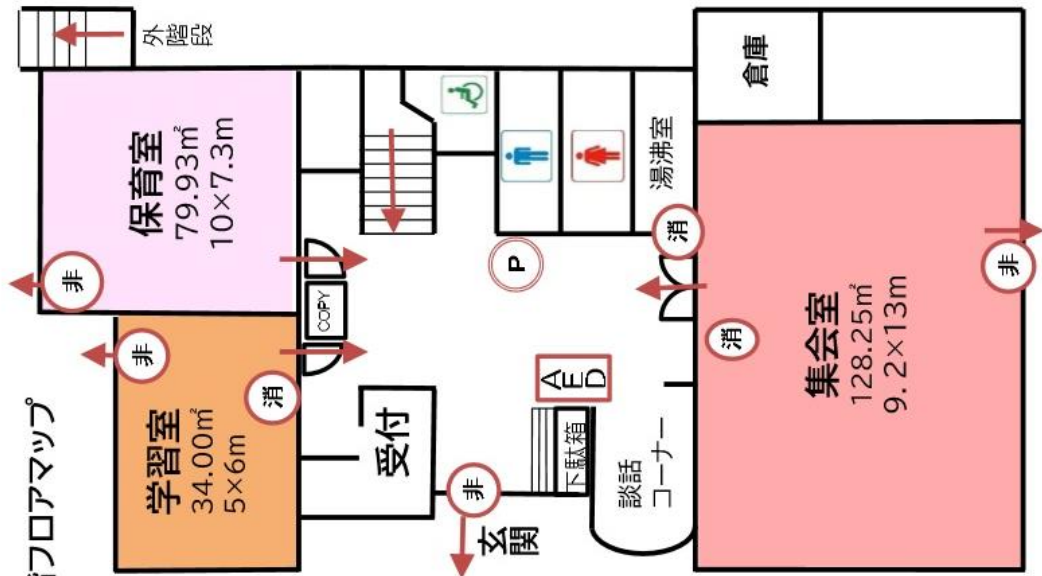 フロアマップ
外階段
保育室
79.93㎡
10×7.3m
非
倉庫
湯沸室
学習室
34.00㎡
5×6m
非
消
COPY
P
消
受付
AED
消
集会室
128.25㎡
9.2×13m
非
下駄箱
談話
コーナー
非
玄関